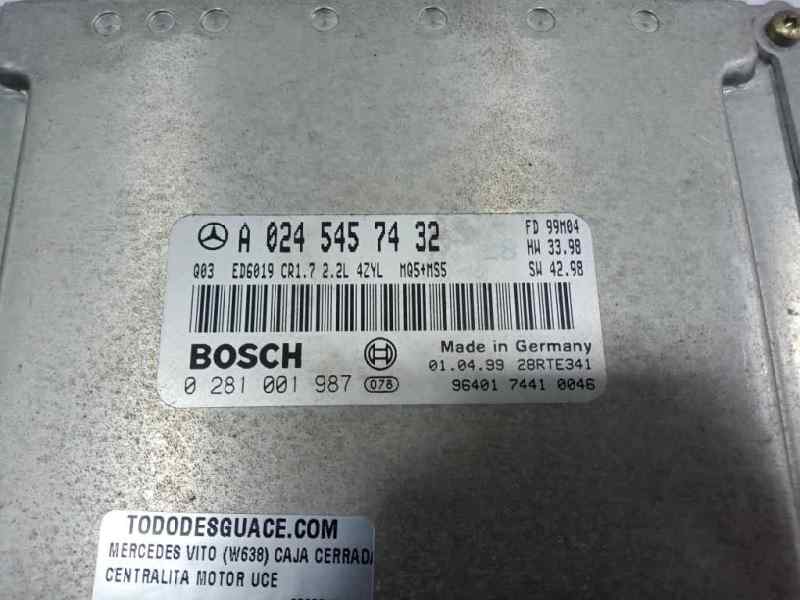 A 024 545 74 32
FD 99M04
HW 33.98
Q03 ED6019 CR1.7 2.2L 4ZYL MQ5+MS5
SW 42.98
BOSCH
Made in Germany
01.04.99 28RTE341
0 281 001 987 078
96401 7441 0046
TODODESGUACE.COM
MERCEDES VITO (W638) CAJA CERRADA
CENTRALITA MOTOR UCE